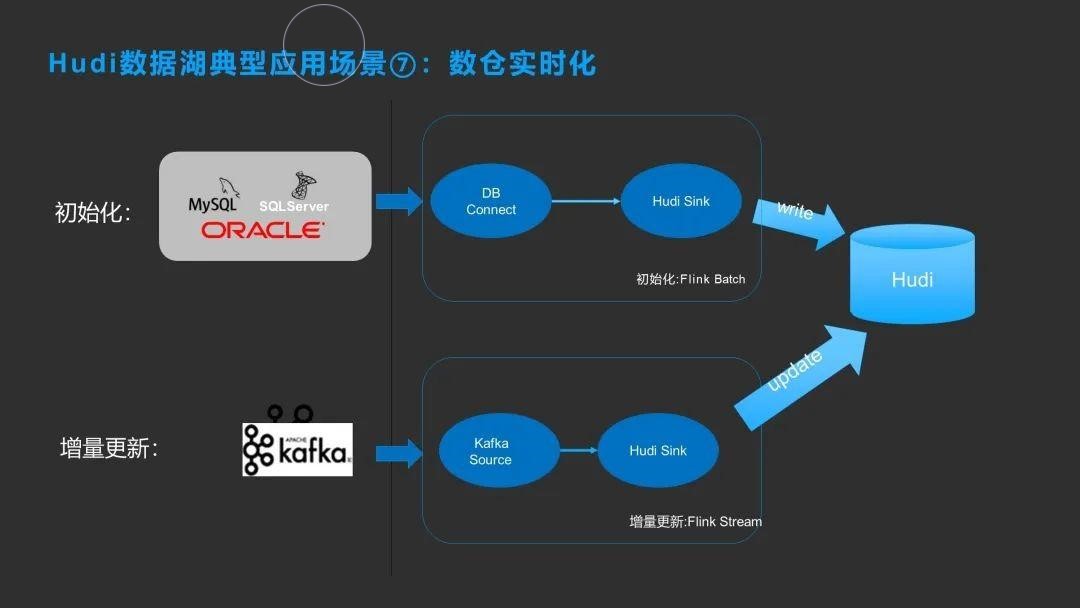 Hudi数据湖典型应用场景⑦：数仓实时化
初始化：
MySQL
SQLServer
ORACLE
DB
Connect
Hudi Sink
write
初始化:Flink Batch
Hudi
update
增量更新：
APACHE
kafka
Kafka
Source
Hudi Sink
增量更新:Flink Stream